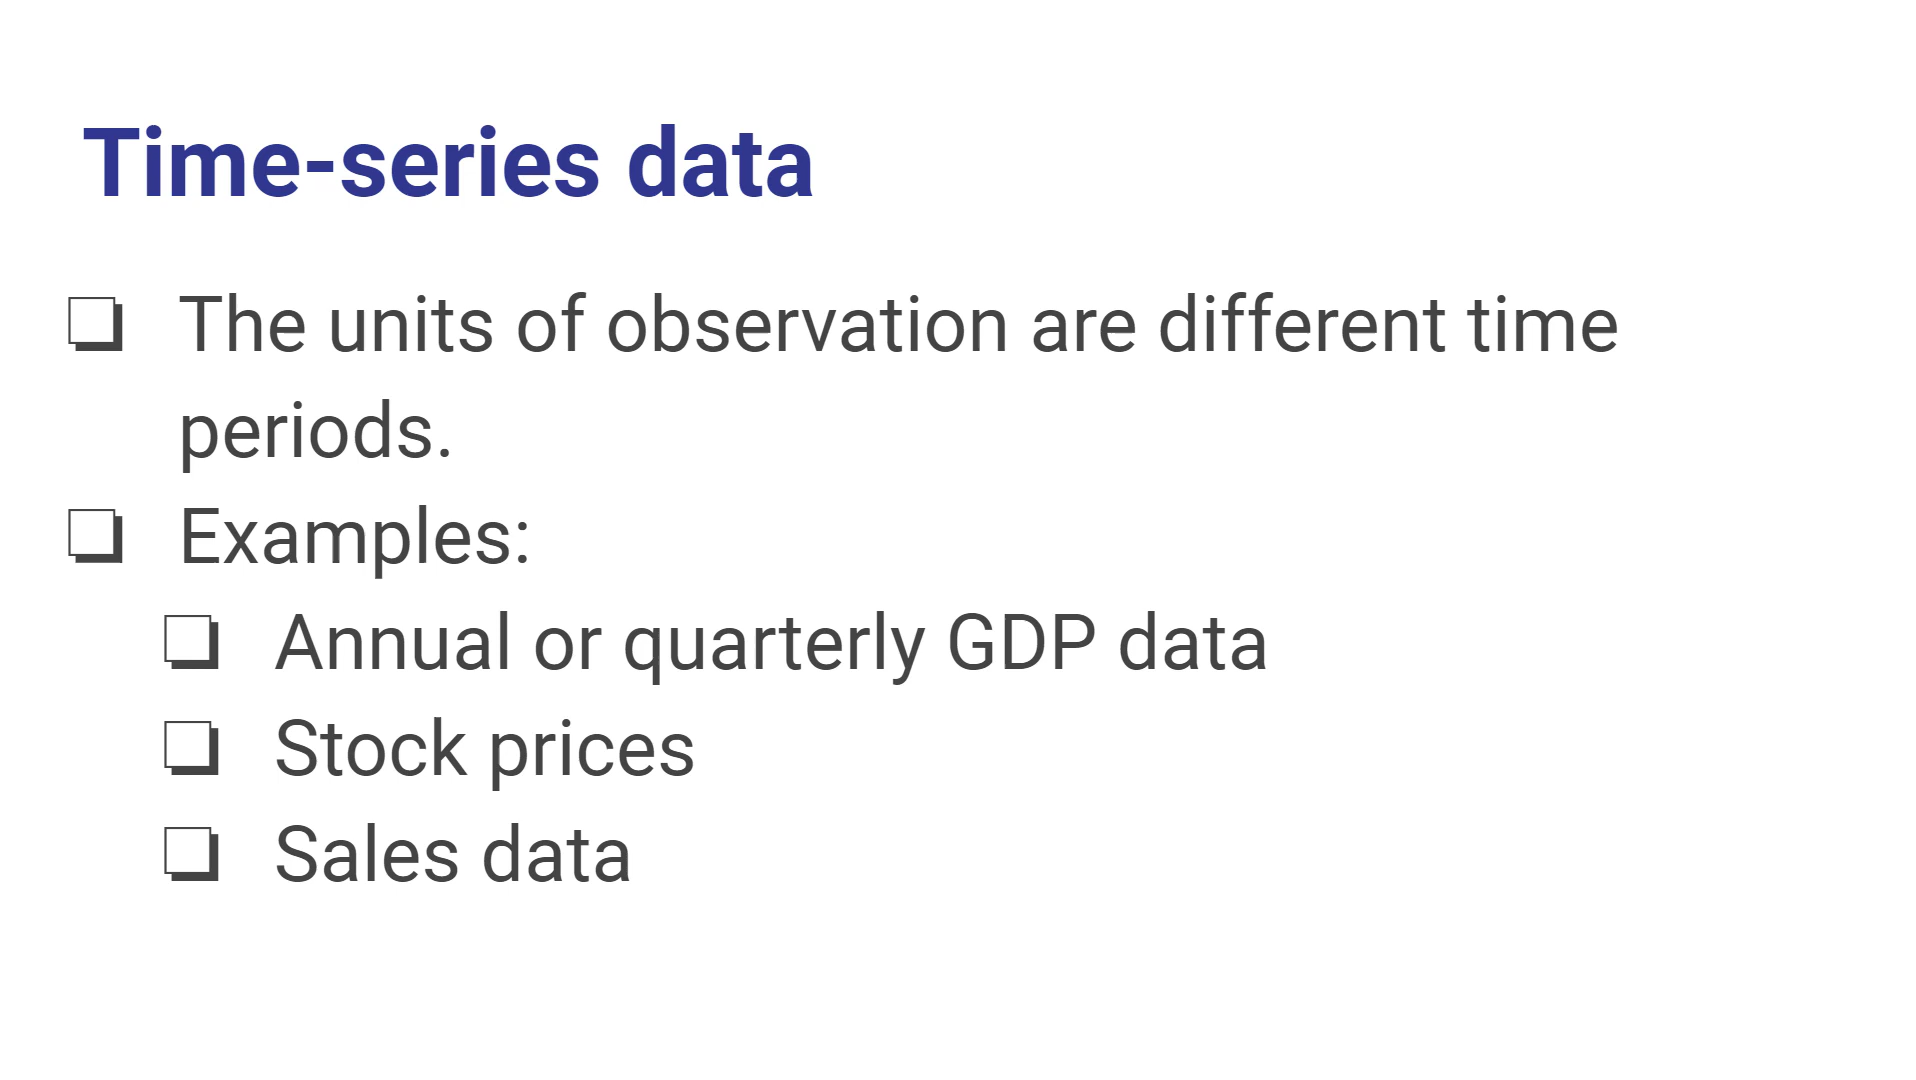 Time-series data
❏ The units of observation are different time
periods.
❏ Examples:
❏ Annual or quarterly GDP data
❏ Stock prices
❏ Sales data